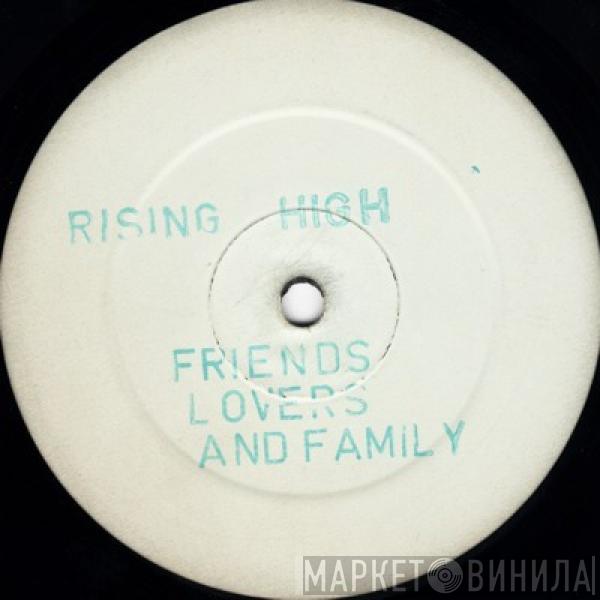 RISING HIGH
FRIENDS
LOVERS
AND FAMiLY
МАРКЕТ ВИНИЛА